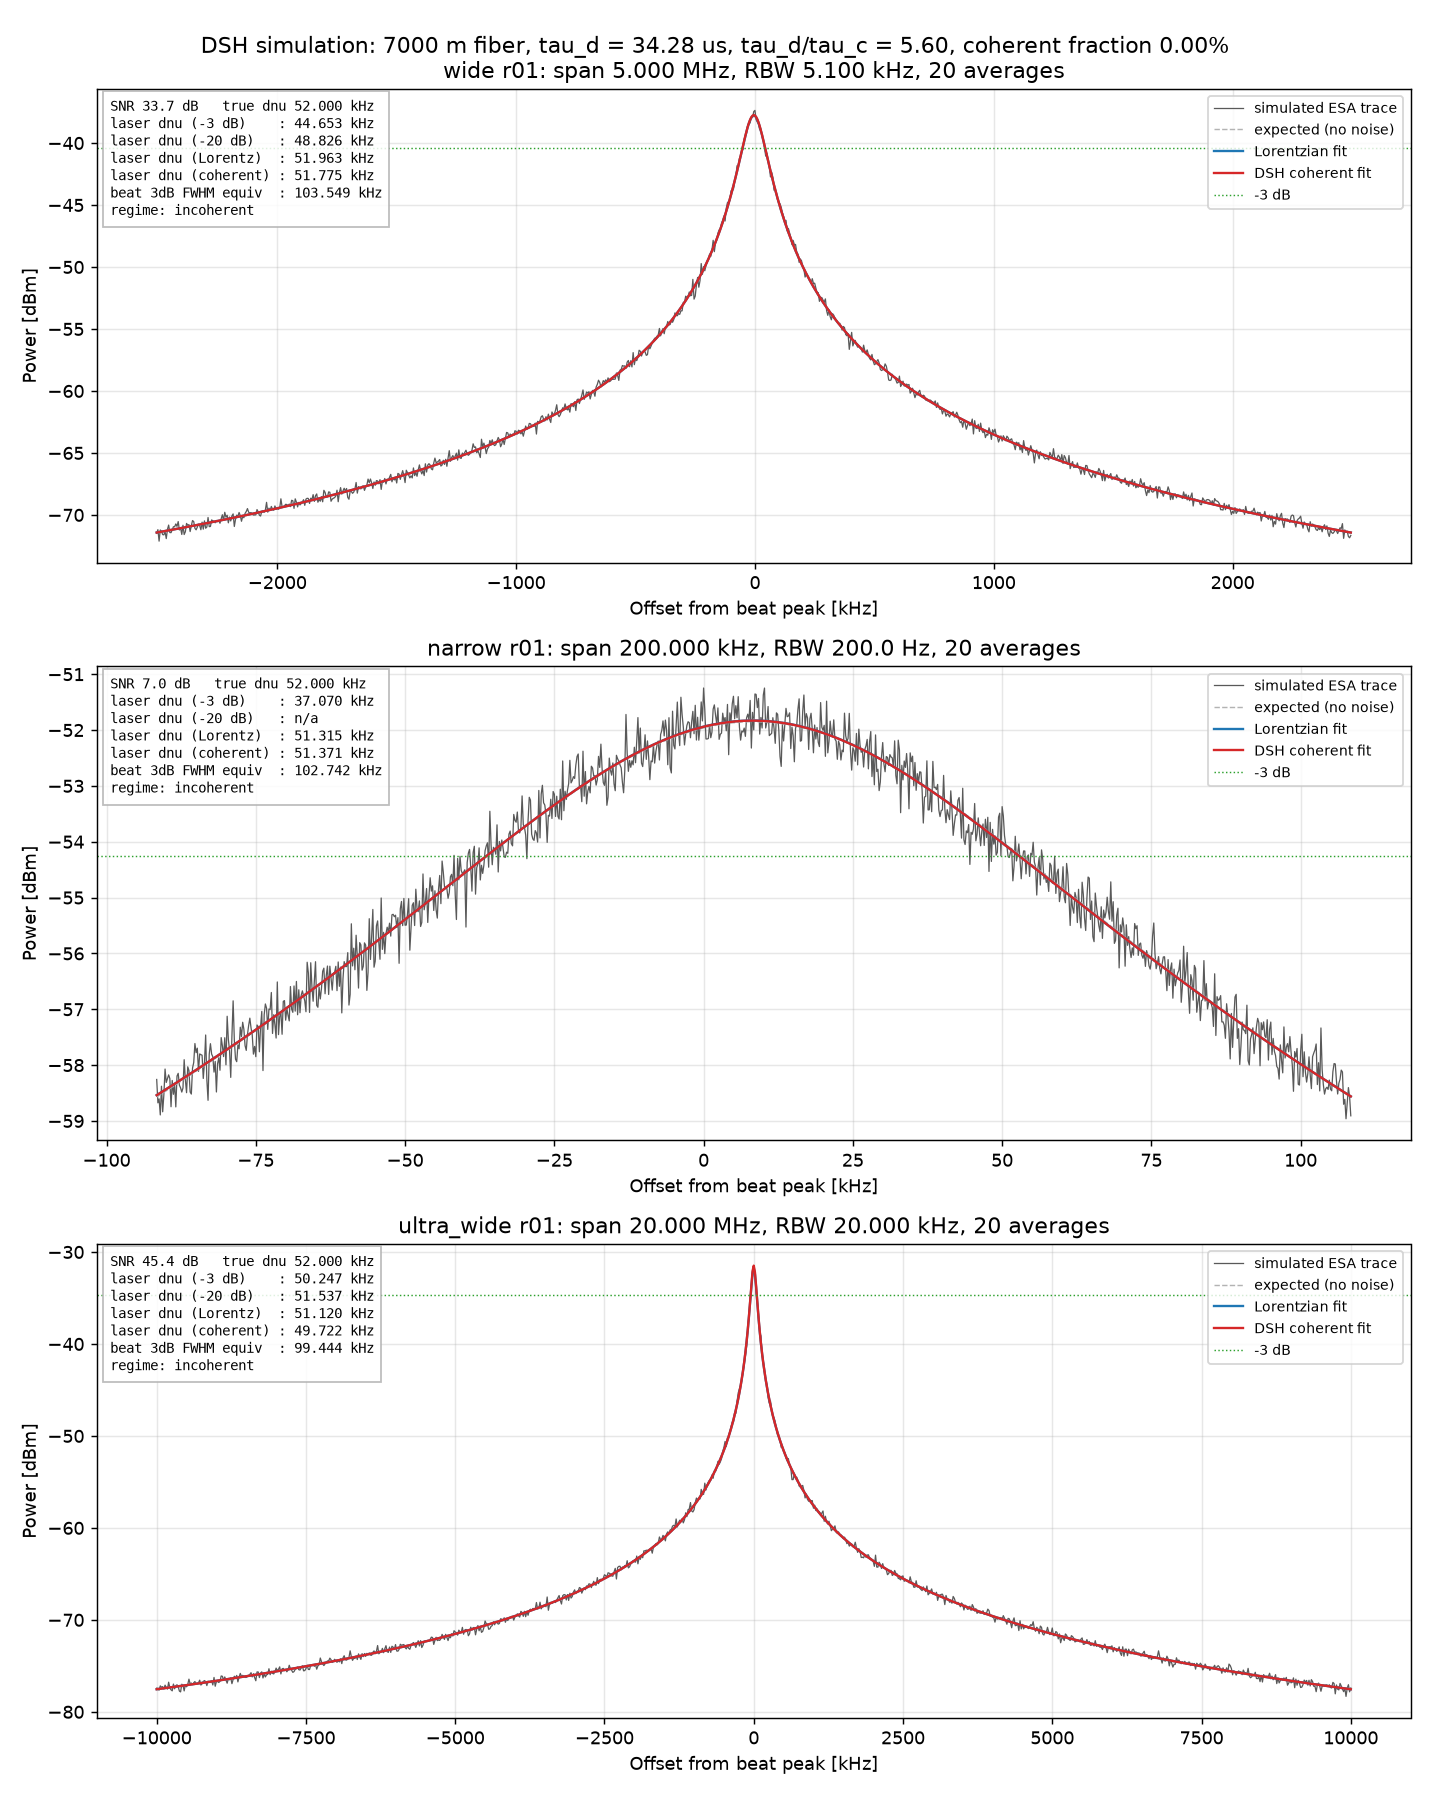 DSH simulation: 7000 m fiber, tau_d = 34.28 us, tau_d/tau_c = 5.60, coherent fraction 0.00%
wide r01: span 5.000 MHz, RBW 5.100 kHz, 20 averages
SNR 33.7 dB   true dnu 52.000 kHz
laser dnu (-3 dB)    : 44.653 kHz
laser dnu (-20 dB)   : 48.826 kHz
laser dnu (Lorentz)  : 51.963 kHz
laser dnu (coherent) : 51.775 kHz
beat 3dB FWHM equiv  : 103.549 kHz
regime: incoherent
simulated ESA trace
expected (no noise)
Lorentzian fit
DSH coherent fit
-3 dB
Power [dBm]
−40
−45
−50
−55
−60
−65
−70
−2000
−1000
0
1000
2000
Offset from beat peak [kHz]
narrow r01: span 200.000 kHz, RBW 200.0 Hz, 20 averages
SNR 7.0 dB   true dnu 52.000 kHz
laser dnu (-3 dB)    : 37.070 kHz
laser dnu (-20 dB)   : n/a
laser dnu (Lorentz)  : 51.315 kHz
laser dnu (coherent) : 51.371 kHz
beat 3dB FWHM equiv  : 102.742 kHz
regime: incoherent
simulated ESA trace
expected (no noise)
Lorentzian fit
DSH coherent fit
-3 dB
Power [dBm]
−51
−52
−53
−54
−55
−56
−57
−58
−59
−100
−75
−50
−25
0
25
50
75
100
Offset from beat peak [kHz]
ultra_wide r01: span 20.000 MHz, RBW 20.000 kHz, 20 averages
SNR 45.4 dB   true dnu 52.000 kHz
laser dnu (-3 dB)    : 50.247 kHz
laser dnu (-20 dB)   : 51.537 kHz
laser dnu (Lorentz)  : 51.120 kHz
laser dnu (coherent) : 49.722 kHz
beat 3dB FWHM equiv  : 99.444 kHz
regime: incoherent
simulated ESA trace
expected (no noise)
Lorentzian fit
DSH coherent fit
-3 dB
Power [dBm]
−30
−40
−50
−60
−70
−80
−10000
−7500
−5000
−2500
0
2500
5000
7500
10000
Offset from beat peak [kHz]